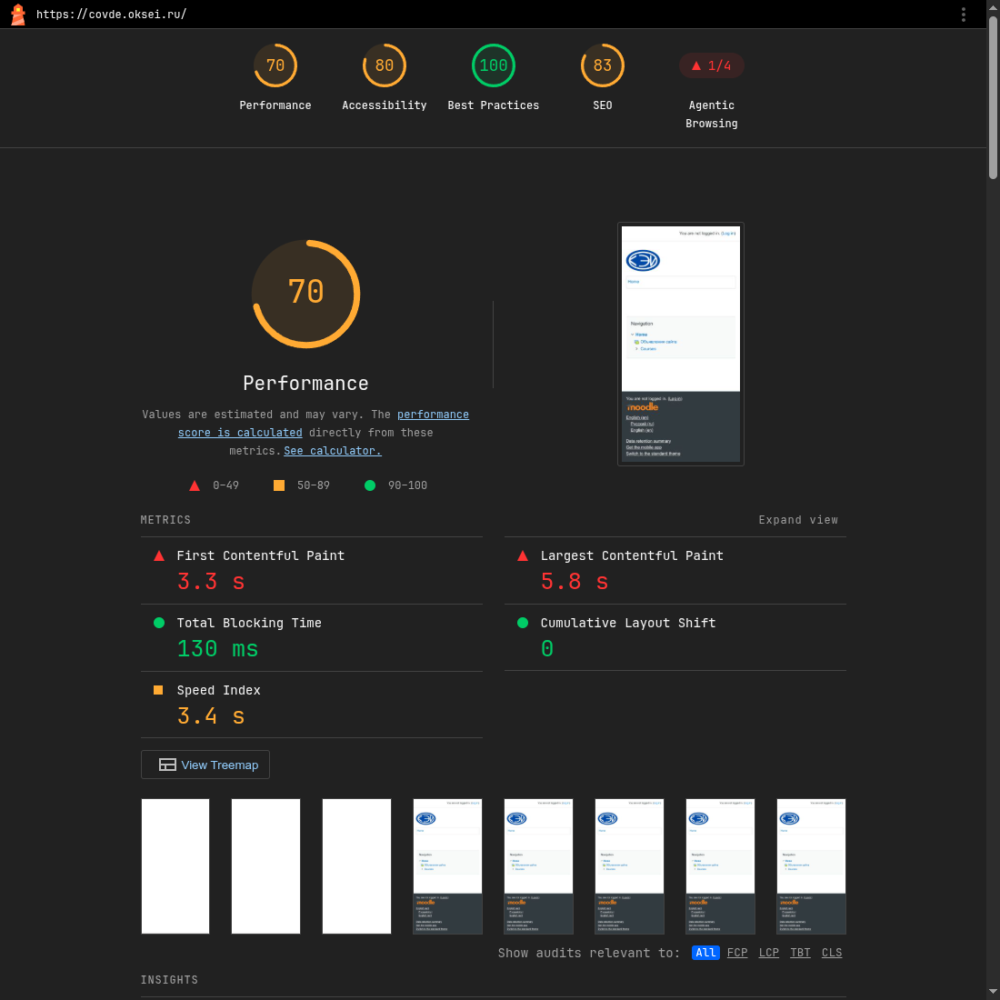 https://covde.oksei.ru/
70
80
100
83
1/4
Performance
Accessibility
Best Practices
SEO
Agentic
Browsing
70
Performance
Values are estimated and may vary. The performance
score is calculated directly from these
metrics. See calculator.
0–49
50–89
90–100
You are not logged in. (Log in)
Home
Navigation
Home
Объявления сайта
Courses
You are not logged in. (Log in)
moodle
English (en)
Русский (ru)
English (en)
Data retention summary
Get the mobile app
Switch to the standard theme
METRICS
Expand view
First Contentful Paint
3.3 s
Largest Contentful Paint
5.8 s
Total Blocking Time
130 ms
Cumulative Layout Shift
0
Speed Index
3.4 s
View Treemap
Show audits relevant to: All FCP LCP TBT CLS
INSIGHTS